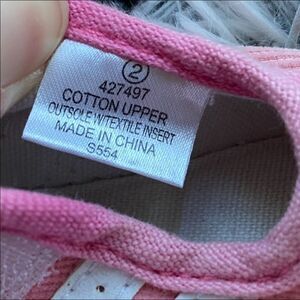 2
427497
COTTON UPPER
OUTSOLE W/TEXTILE INSERT
MADE IN CHINA
S554